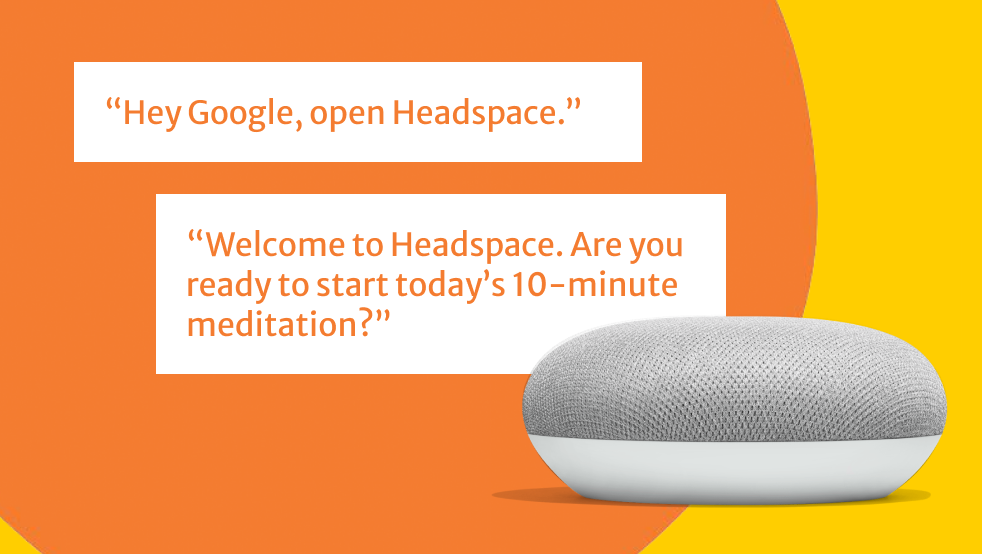 “Hey Google, open Headspace.”
“Welcome to Headspace. Are you
ready to start today’s 10-minute
meditation?”